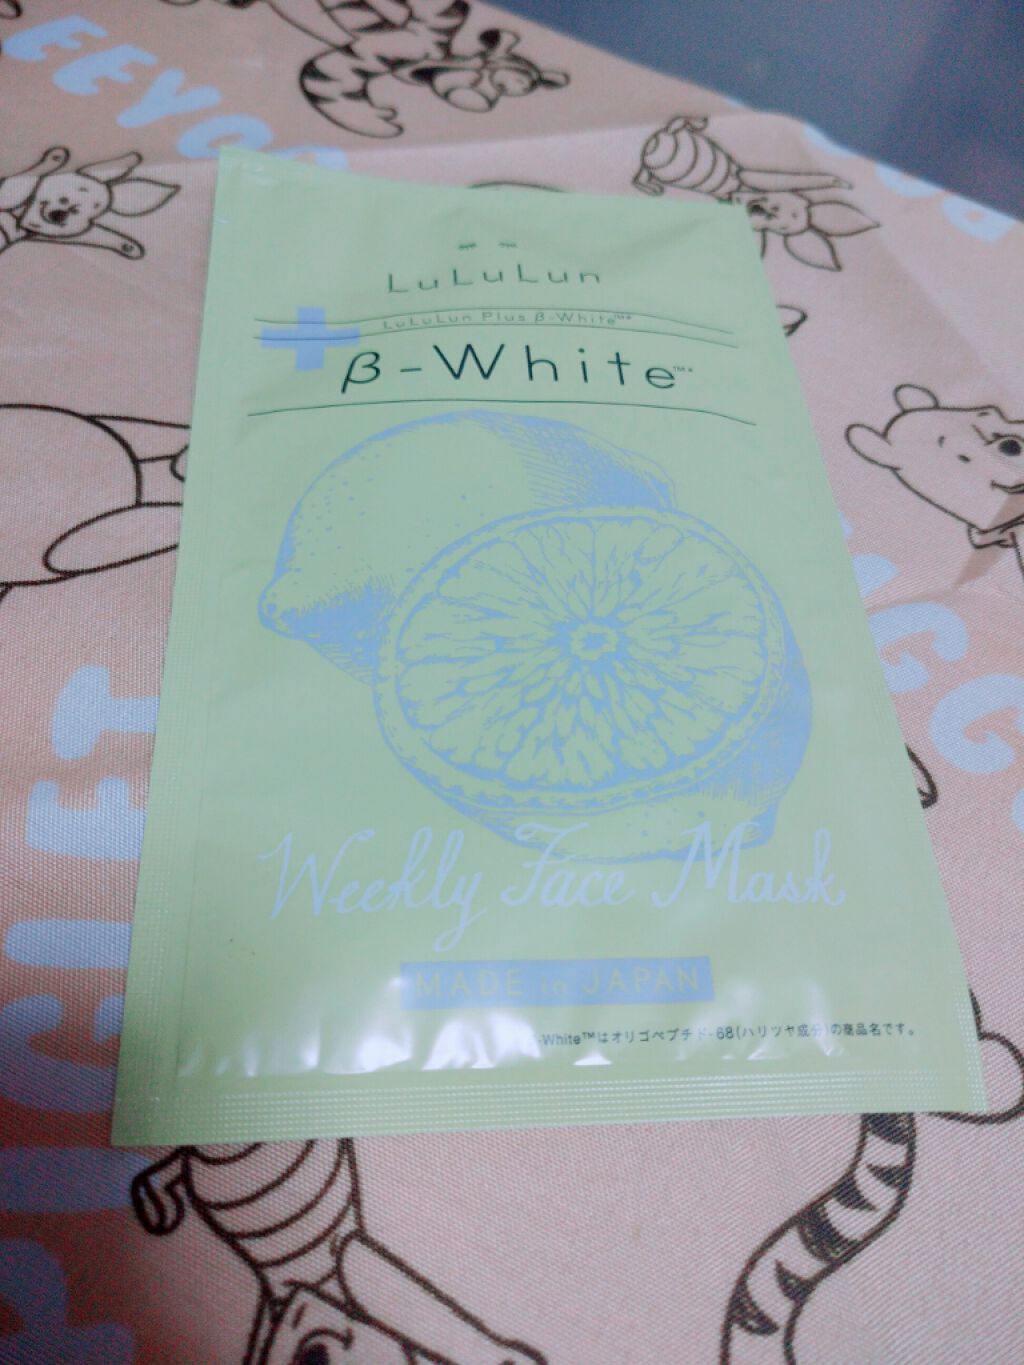 EEYO
LuLuLun
LuLuLun Plus β-White™*
β-White™*
Weekly Face Mask
MADE in JAPAN
-White™はオリゴペプチド-68(ハリツヤ成分)の商品名です。